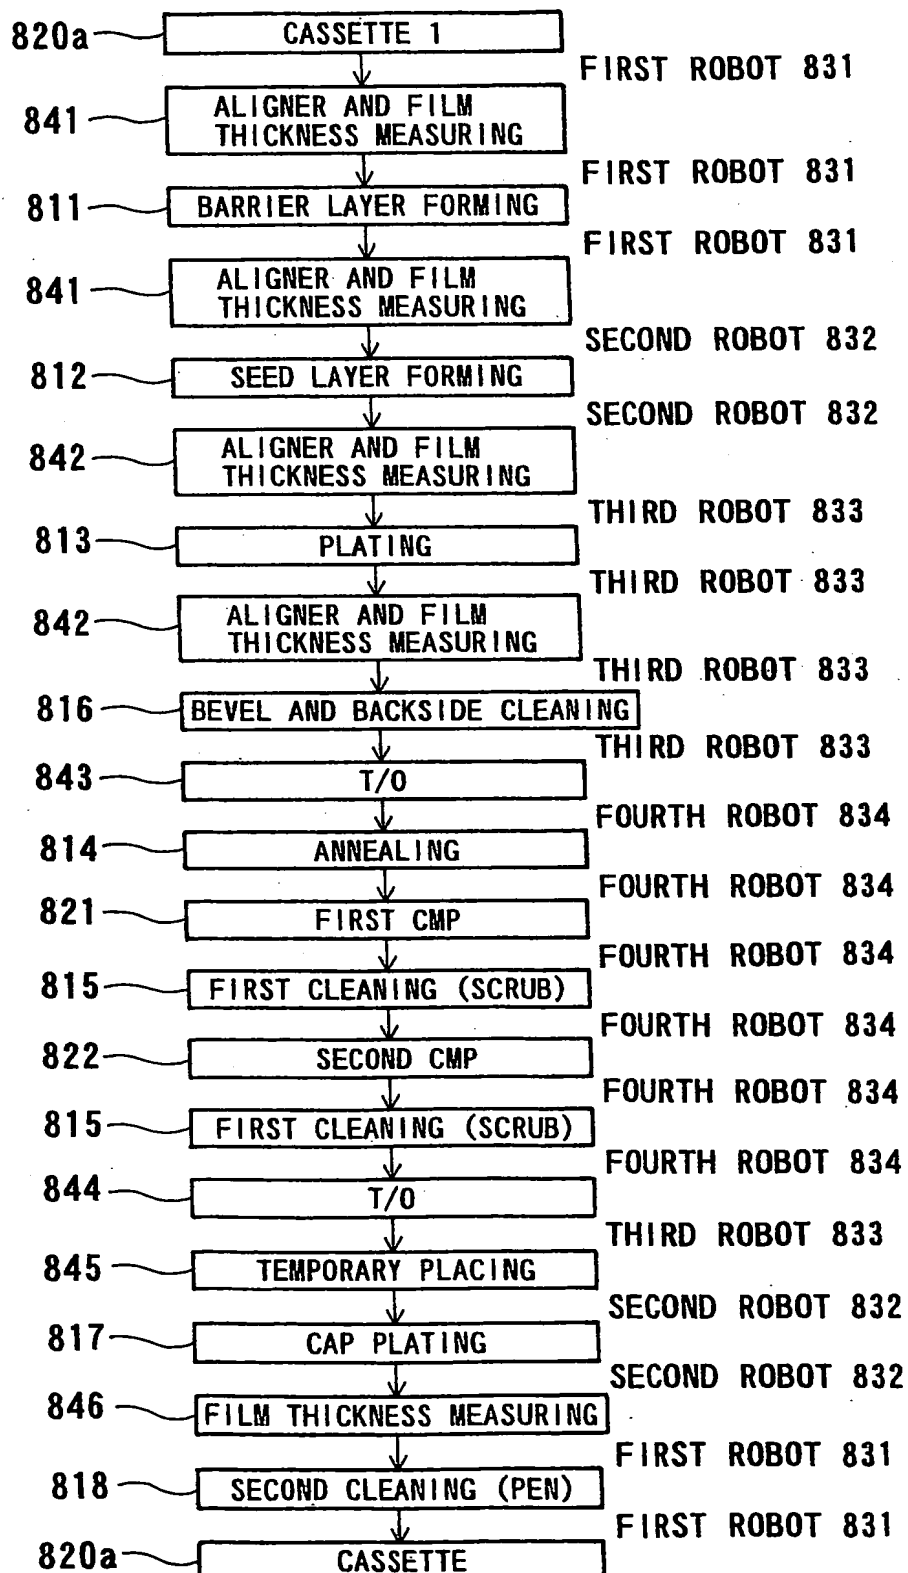 820a CASSETTE 1
FIRST ROBOT 831
841 ALIGNER AND FILM
THICKNESS MEASURING
FIRST ROBOT 831
811 BARRIER LAYER FORMING
FIRST ROBOT 831
841 ALIGNER AND FILM
THICKNESS MEASURING
SECOND ROBOT 832
812 SEED LAYER FORMING
SECOND ROBOT 832
842 ALIGNER AND FILM
THICKNESS MEASURING
THIRD ROBOT 833
813 PLATING
THIRD ROBOT 833
842 ALIGNER AND FILM
THICKNESS MEASURING
THIRD ROBOT 833
816 BEVEL AND BACKSIDE CLEANING
THIRD ROBOT 833
843 T/O
FOURTH ROBOT 834
814 ANNEALING
FOURTH ROBOT 834
821 FIRST CMP
FOURTH ROBOT 834
815 FIRST CLEANING (SCRUB)
FOURTH ROBOT 834
822 SECOND CMP
FOURTH ROBOT 834
815 FIRST CLEANING (SCRUB)
FOURTH ROBOT 834
844 T/O
THIRD ROBOT 833
845 TEMPORARY PLACING
SECOND ROBOT 832
817 CAP PLATING
SECOND ROBOT 832
846 FILM THICKNESS MEASURING
FIRST ROBOT 831
818 SECOND CLEANING (PEN)
FIRST ROBOT 831
820a CASSETTE